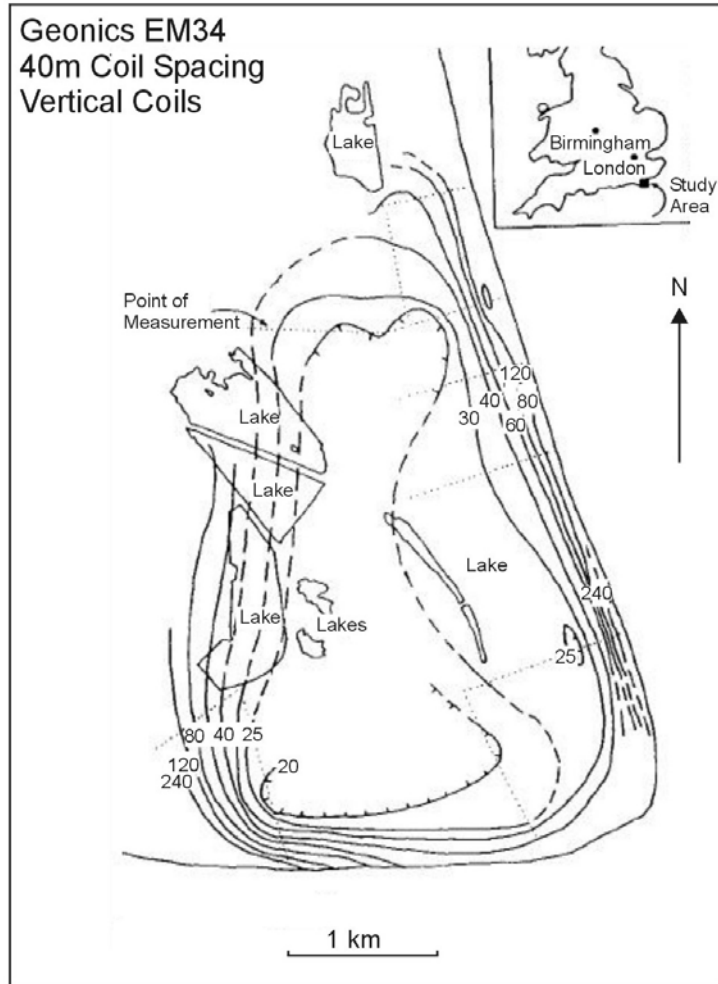 Geonics EM34
40m Coil Spacing
Vertical Coils
Birmingham
London
Study
Area
Lake
N
Point of
Measurement
120
40
80
30
60
Lake
Lake
Lake
240
Lake
Lakes
25
80
40
25
20
120
240
1 km